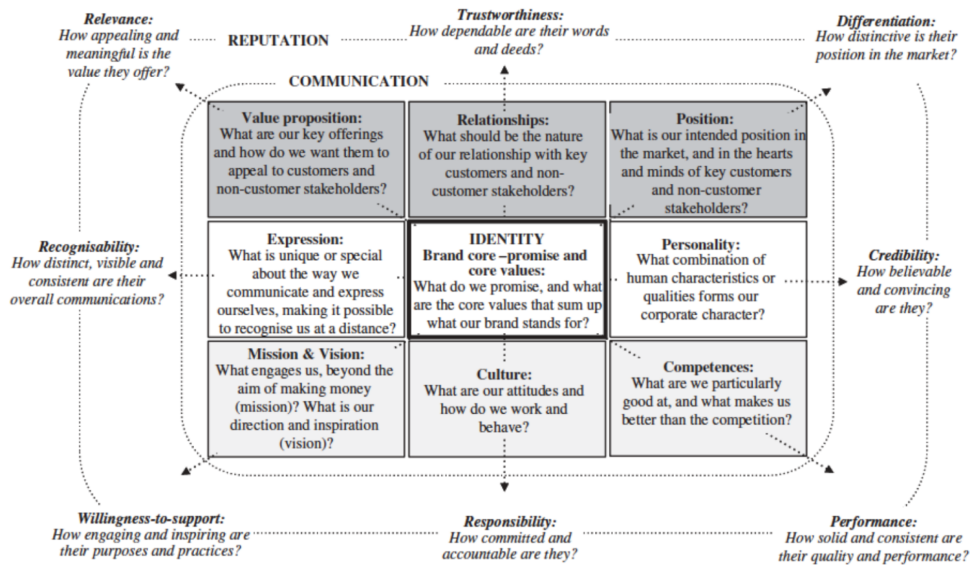 Relevance:
How appealing and
meaningful is the
value they offer?
REPUTATION
Trustworthiness:
How dependable are their words
and deeds?
Differentiation:
How distinctive is their
position in the market?
COMMUNICATION
Value proposition:
What are our key offerings
and how do we want them to
appeal to customers and
non-customer stakeholders?
Relationships:
What should be the nature
of our relationship with key
customers and non-
customer stakeholders?
Position:
What is our intended position in
the market, and in the hearts
and minds of key customers
and non-customer
stakeholders?
Recognisability:
How distinct, visible and
consistent are their
overall communications?
Expression:
What is unique or special
about the way we
communicate and express
ourselves, making it possible
to recognise us at a distance?
IDENTITY
Brand core –promise and
core values:
What do we promise, and what
are the core values that sum up
what our brand stands for?
Personality:
What combination of
human characteristics or
qualities forms our
corporate character?
Credibility:
How believable
and convincing
are they?
Mission & Vision:
What engages us, beyond the
aim of making money
(mission)? What is our
direction and inspiration
(vision)?
Culture:
What are our attitudes and
how do we work and
behave?
Competences:
What are we particularly
good at, and what makes us
better than the competition?
Willingness-to-support:
How engaging and inspiring are
their purposes and practices?
Responsibility:
How committed and
accountable are they?
Performance:
How solid and consistent are
their quality and performance?